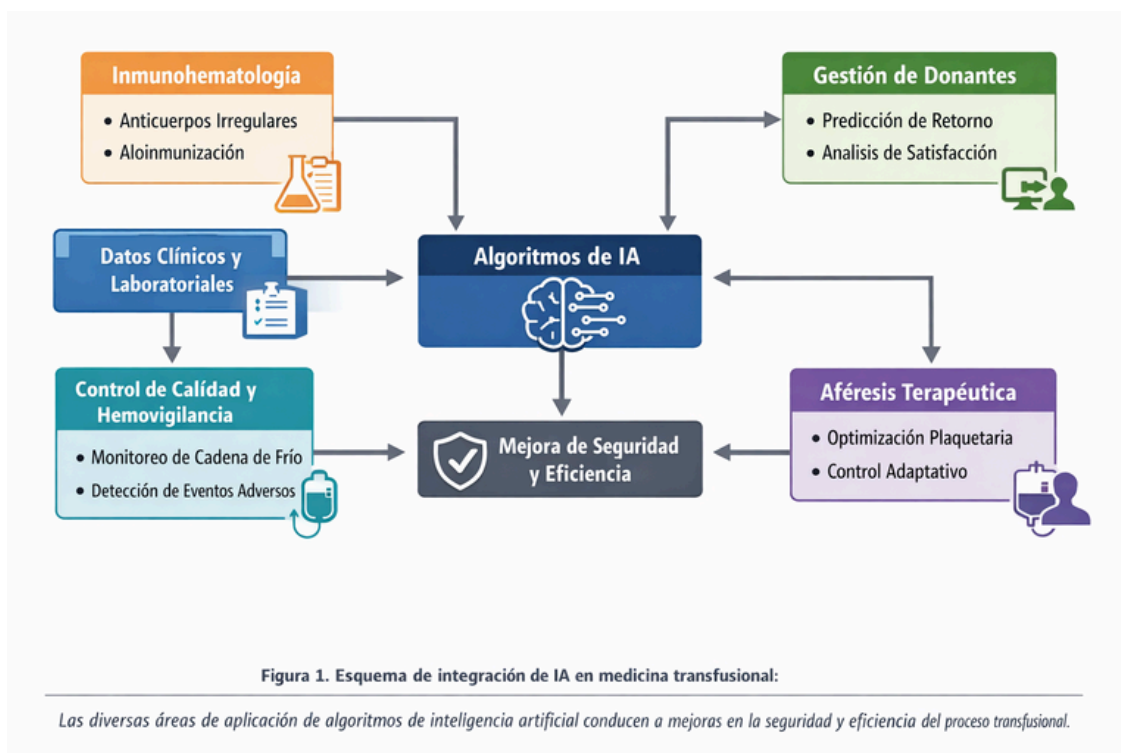 Inmunohematología
• Anticuerpos Irregulares
• Aloinmunización
Gestión de Donantes
• Predicción de Retorno
• Analisis de Satisfacción
Datos Clínicos y
Laboratoriales
Algoritmos de IA
Control de Calídad y
Hemovigilancia
• Monitoreo de Cadena de Frío
• Detección de Eventos Adversos
Mejora de Seguridad
y Eficiencia
Aféresis Terapéutica
• Optimización Plaquetaria
• Control Adaptativo
Figura 1. Esquema de integración de IA en medicina transfusional:
Las diversas áreas de aplicación de algoritmos de inteligencia artificial conducen a mejoras en la seguridad y eficiencia del proceso transfusional.